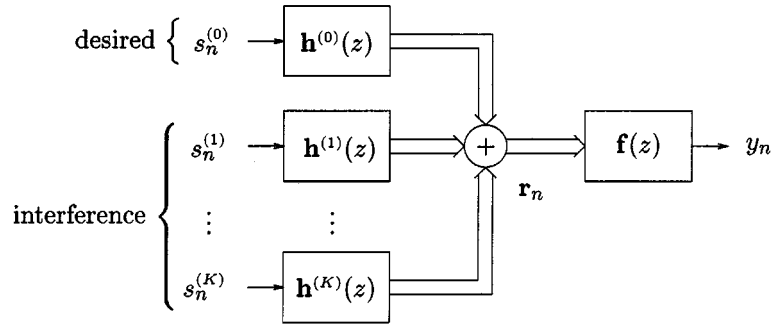 desired { s_n^{(0)} h^{(0)}(z)
s_n^{(1)} h^{(1)}(z) + f(z) y_n
r_n
interference { ⋮ ⋮
s_n^{(K)} h^{(K)}(z)